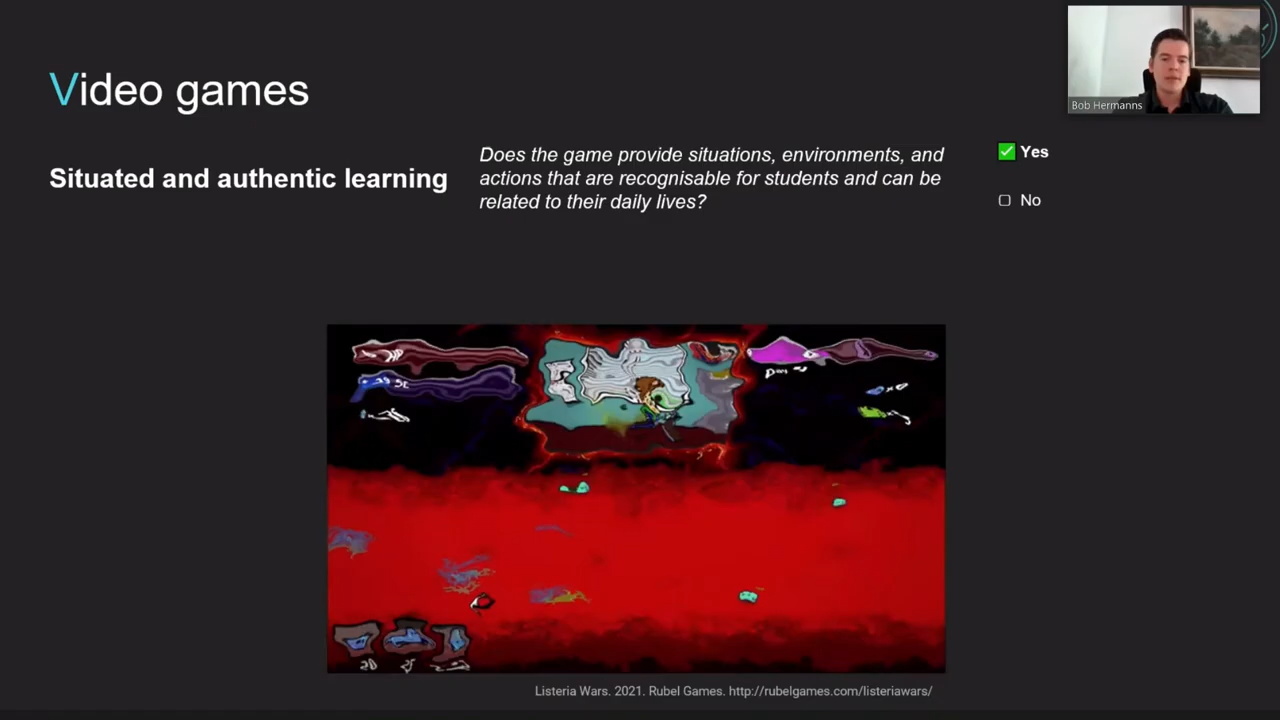 Video games
Bob Hermanns
Situated and authentic learning
Does the game provide situations, environments, and
actions that are recognisable for students and can be
related to their daily lives?
Yes
No
Listeria Wars. 2021. Rubel Games. http://rubelgames.com/listeriawars/